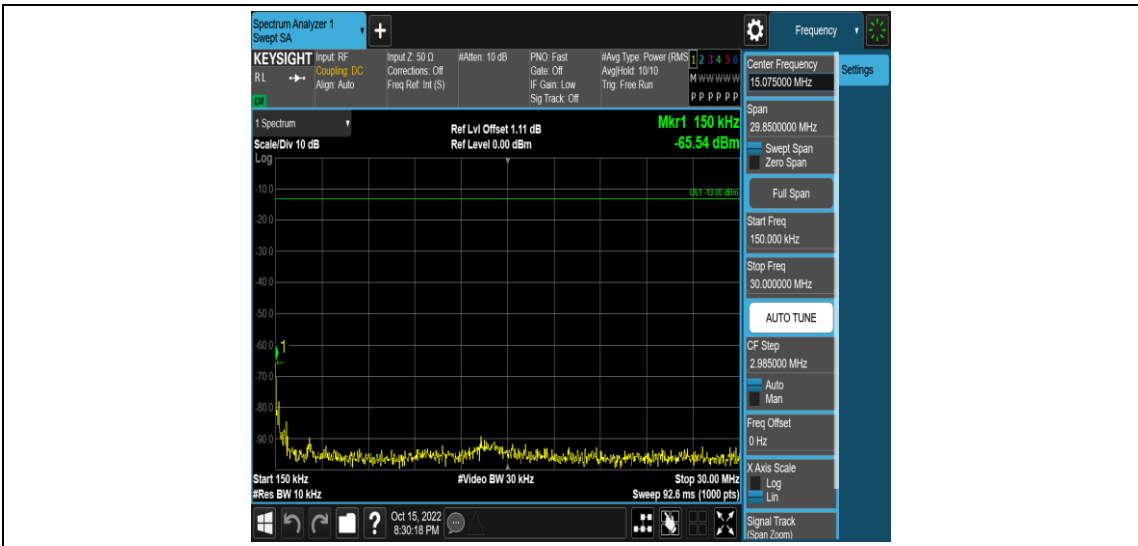 Spectrum Analyzer 1
Swept SA
+
Frequency
KEYSIGHT
RL
LXI
Input: RF
Coupling: DC
Align: Auto
Input Z: 50 Ω
Corrections: Off
Freq Ref: Int (S)
#Atten: 10 dB
PNO: Fast
Gate: Off
IF Gain: Low
Sig Track: Off
#Avg Type: Power (RMS
Avg|Hold: 10/10
Trig: Free Run
1 2 3 4 5 6
M W W W W W
P P P P P P
Center Frequency
15.075000 MHz
Settings
1 Spectrum
Scale/Div 10 dB
Ref Lvl Offset 1.11 dB
Ref Level 0.00 dBm
Mkr1 150 kHz
-65.54 dBm
Log
-10.0
-20.0
-30.0
-40.0
-50.0
-60.0
-70.0
-80.0
-90.0
UL1 -13.00 dBm
1
Start 150 kHz
#Res BW 10 kHz
#Video BW 30 kHz
Stop 30.00 MHz
Sweep 92.6 ms (1000 pts)
Span
29.8500000 MHz
Swept Span
Zero Span
Full Span
Start Freq
150.000 kHz
Stop Freq
30.000000 MHz
AUTO TUNE
CF Step
2.985000 MHz
Auto
Man
Freq Offset
0 Hz
X Axis Scale
Log
Lin
Signal Track
(Span Zoom)
?
Oct 15, 2022
8:30:18 PM